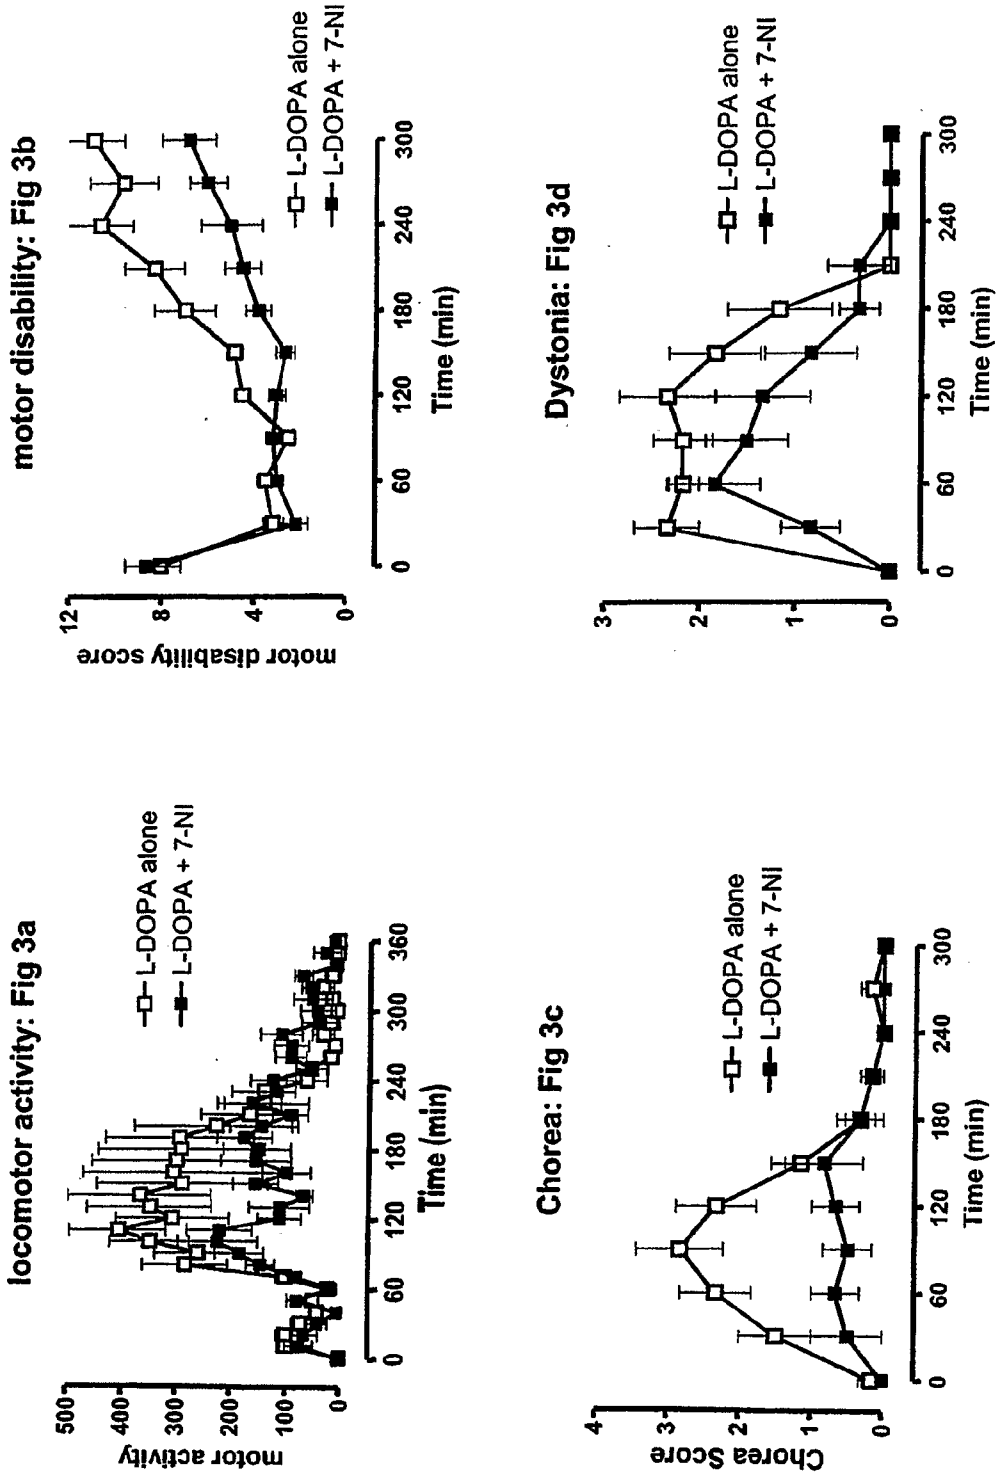 locomotor activity: Fig 3a
L-DOPA alone
L-DOPA + 7-NI
motor activity
500
400
300
200
100
0
0 60 120 180 240 300 360
Time (min)
motor disability: Fig 3b
L-DOPA alone
L-DOPA + 7-NI
motor disability score
12
8
4
0
0 60 120 180 240 300
Time (min)
Chorea: Fig 3c
L-DOPA alone
L-DOPA + 7-NI
Chorea Score
4
3
2
1
0
0 60 120 180 240 300
Time (min)
Dystonia: Fig 3d
L-DOPA alone
L-DOPA + 7-NI
3
2
1
0
0 60 120 180 240 300
Time (min)